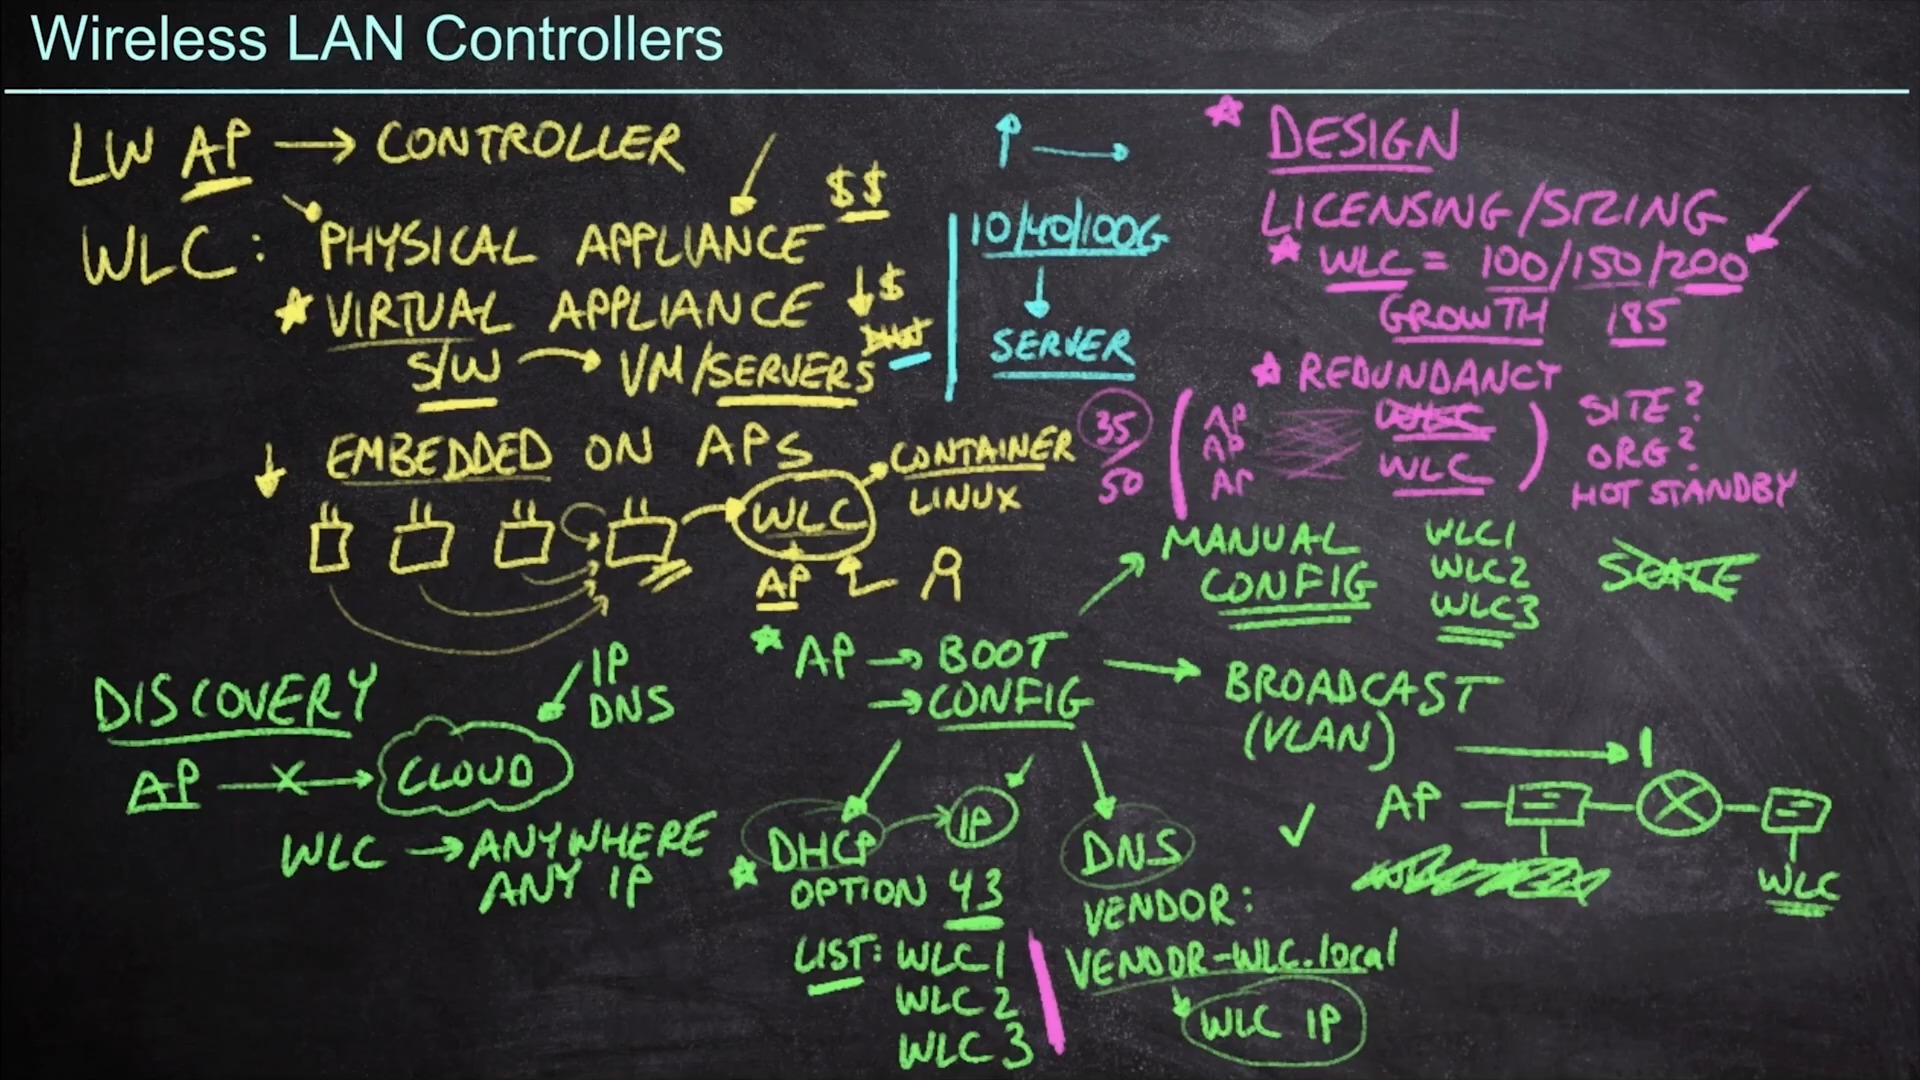 Wireless LAN Controllers
LW AP → CONTROLLER
WLC: PHYSICAL APPLIANCE $$
★ VIRTUAL APPLIANCE ↓$
S/W → VM/SERVERS
↓ EMBEDDED ON APs
WLC
AP
CONTAINER
LINUX
↑ →
10/40/100G
↓
SERVER
★ DESIGN
LICENSING/SIZING
★ WLC = 100/150/200
GROWTH 185
★ REDUNDANCY
35
50
AP
AP
AP
WLC
SITE?
ORG?
HOT STANDBY
DISCOVERY
IP
DNS
AP → CLOUD
WLC → ANYWHERE
ANY IP
★ AP → BOOT
→ CONFIG
MANUAL
CONFIG
WLC1
WLC2
WLC3
SCALE
BROADCAST
(VLAN)
AP
WLC
DHCP → IP
★ OPTION 43
LIST: WLC1
WLC2
WLC3
DNS
VENDOR:
VENDOR-WLC.local
WLC IP